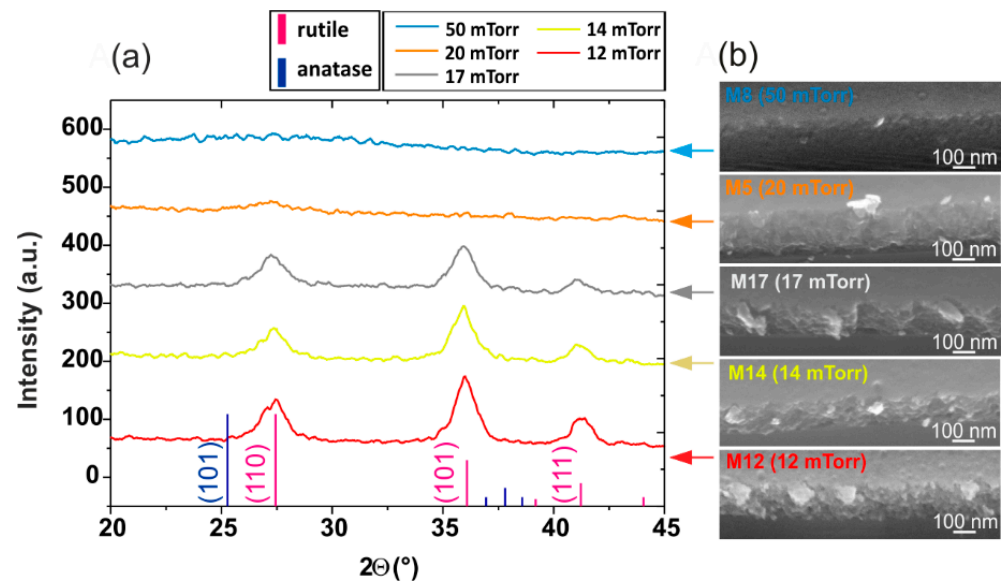 (a)
rutile
anatase
50 mTorr
20 mTorr
17 mTorr
14 mTorr
12 mTorr
(b)
Intensity (a.u.)
600
500
400
300
200
100
0
(101)
(110)
(101)
(111)
20 25 30 35 40 45
2Θ (°)
M8 (50 mTorr)
100 nm
M5 (20 mTorr)
100 nm
M17 (17 mTorr)
100 nm
M14 (14 mTorr)
100 nm
M12 (12 mTorr)
100 nm